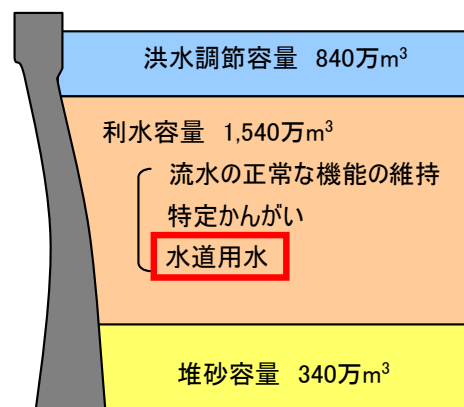 洪水調節容量 840万m³
利水容量 1,540万m³
流水の正常な機能の維持
特定かんがい
水道用水
堆砂容量 340万m³